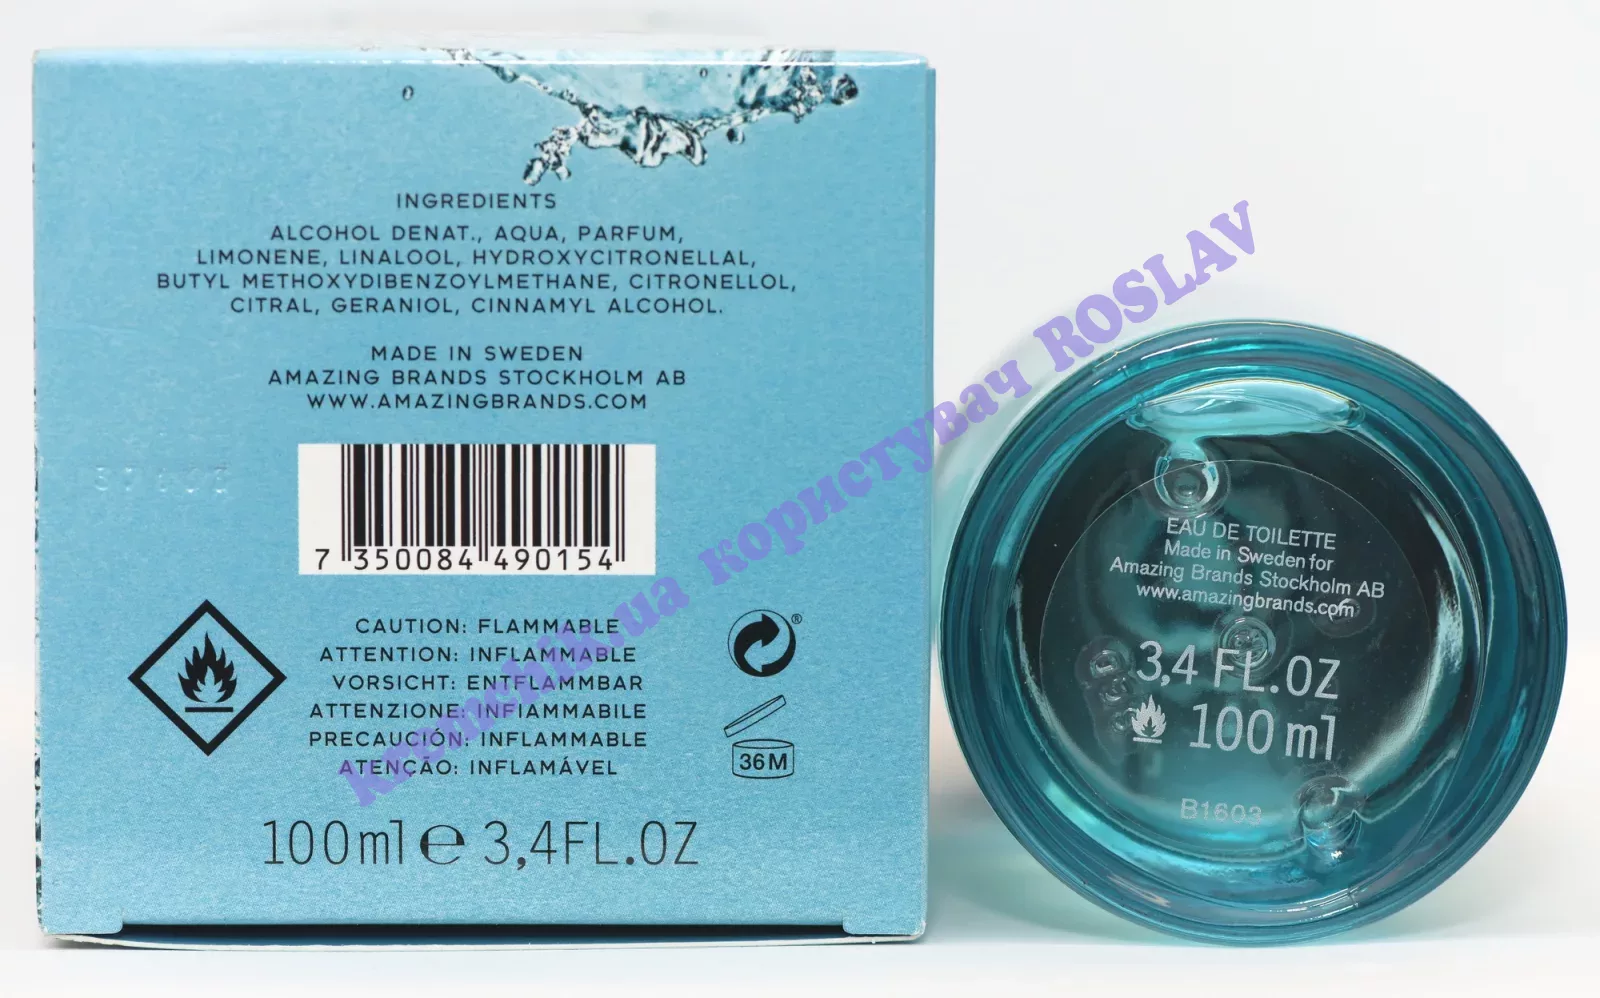 INGREDIENTS
ALCOHOL DENAT., AQUA, PARFUM,
LIMONENE, LINALOOL, HYDROXYCITRONELLAL,
BUTYL METHOXYDIBENZOYLMETHANE, CITRONELLOL,
CITRAL, GERANIOL, CINNAMYL ALCOHOL.
MADE IN SWEDEN
AMAZING BRANDS STOCKHOLM AB
WWW.AMAZINGBRANDS.COM
7 350084 490154
CAUTION: FLAMMABLE
ATTENTION: INFLAMMABLE
VORSICHT: ENTFLAMMBAR
ATTENZIONE: INFIAMMABILE
PRECAUCIÓN: INFLAMMABLE
ATENÇÃO: INFLAMÁVEL
®
36M
100ml e 3,4FL.OZ
kremchik.ua користувач ROSLAV
EAU DE TOILETTE
Made in Sweden for
Amazing Brands Stockholm AB
www.amazingbrands.com
3,4 FL.OZ
100 ml
B1603